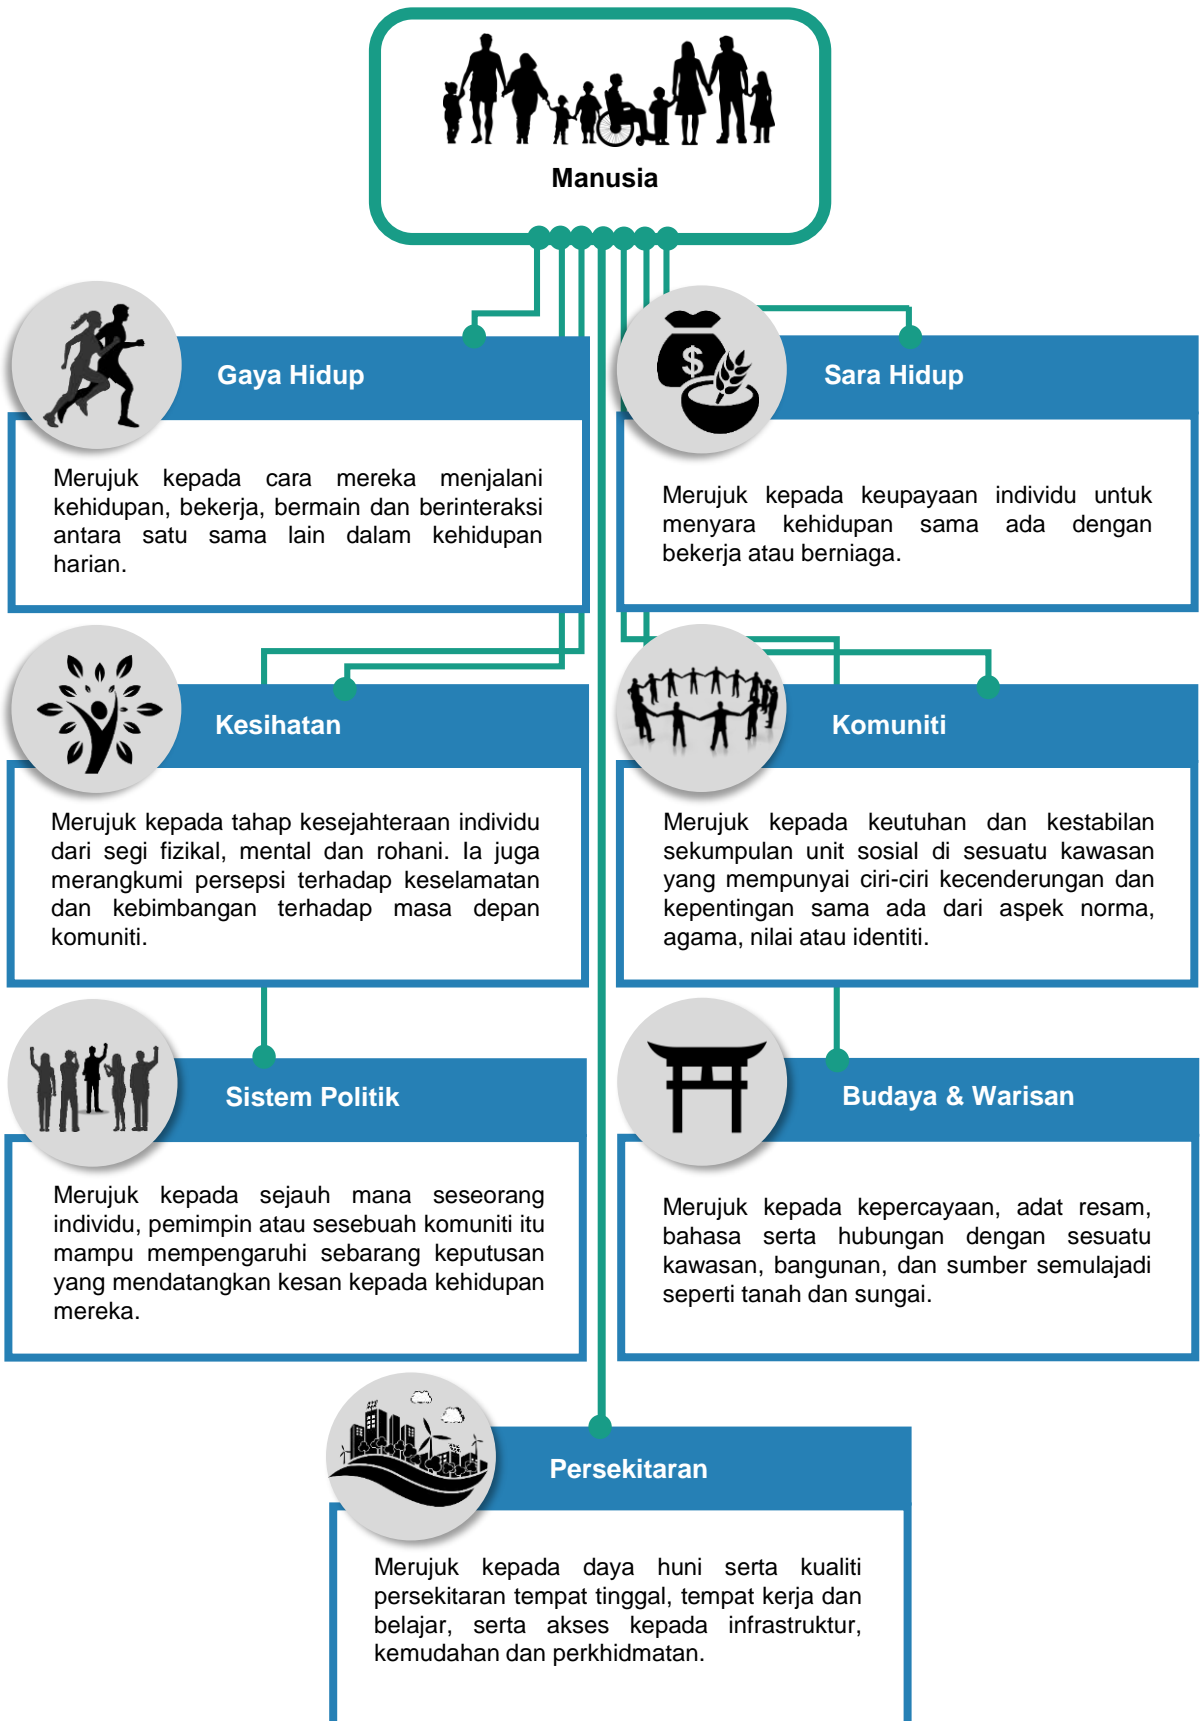 Manusia
Gaya Hidup
Merujuk kepada cara mereka menjalani
kehidupan, bekerja, bermain dan berinteraksi
antara satu sama lain dalam kehidupan
harian.
$
Sara Hidup
Merujuk kepada keupayaan individu untuk
menyara kehidupan sama ada dengan
bekerja atau berniaga.
Kesihatan
Merujuk kepada tahap kesejahteraan individu
dari segi fizikal, mental dan rohani. Ia juga
merangkumi persepsi terhadap keselamatan
dan kebimbangan terhadap masa depan
komuniti.
Komuniti
Merujuk kepada keutuhan dan kestabilan
sekumpulan unit sosial di sesuatu kawasan
yang mempunyai ciri-ciri kecenderungan dan
kepentingan sama ada dari aspek norma,
agama, nilai atau identiti.
Sistem Politik
Merujuk kepada sejauh mana seseorang
individu, pemimpin atau sesebuah komuniti itu
mampu mempengaruhi sebarang keputusan
yang mendatangkan kesan kepada kehidupan
mereka.
Budaya & Warisan
Merujuk kepada kepercayaan, adat resam,
bahasa serta hubungan dengan sesuatu
kawasan, bangunan, dan sumber semulajadi
seperti tanah dan sungai.
Persekitaran
Merujuk kepada daya huni serta kualiti
persekitaran tempat tinggal, tempat kerja dan
belajar, serta akses kepada infrastruktur,
kemudahan dan perkhidmatan.